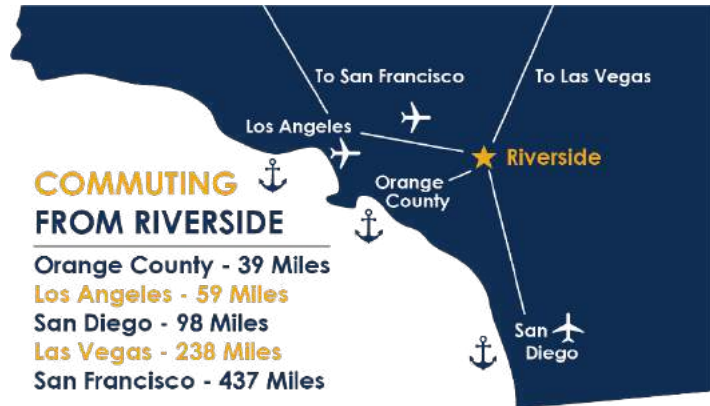 To San Francisco
To Las Vegas
Los Angeles
Riverside
Orange
County
San
Diego
COMMUTING
FROM RIVERSIDE
Orange County - 39 Miles
Los Angeles - 59 Miles
San Diego - 98 Miles
Las Vegas - 238 Miles
San Francisco - 437 Miles